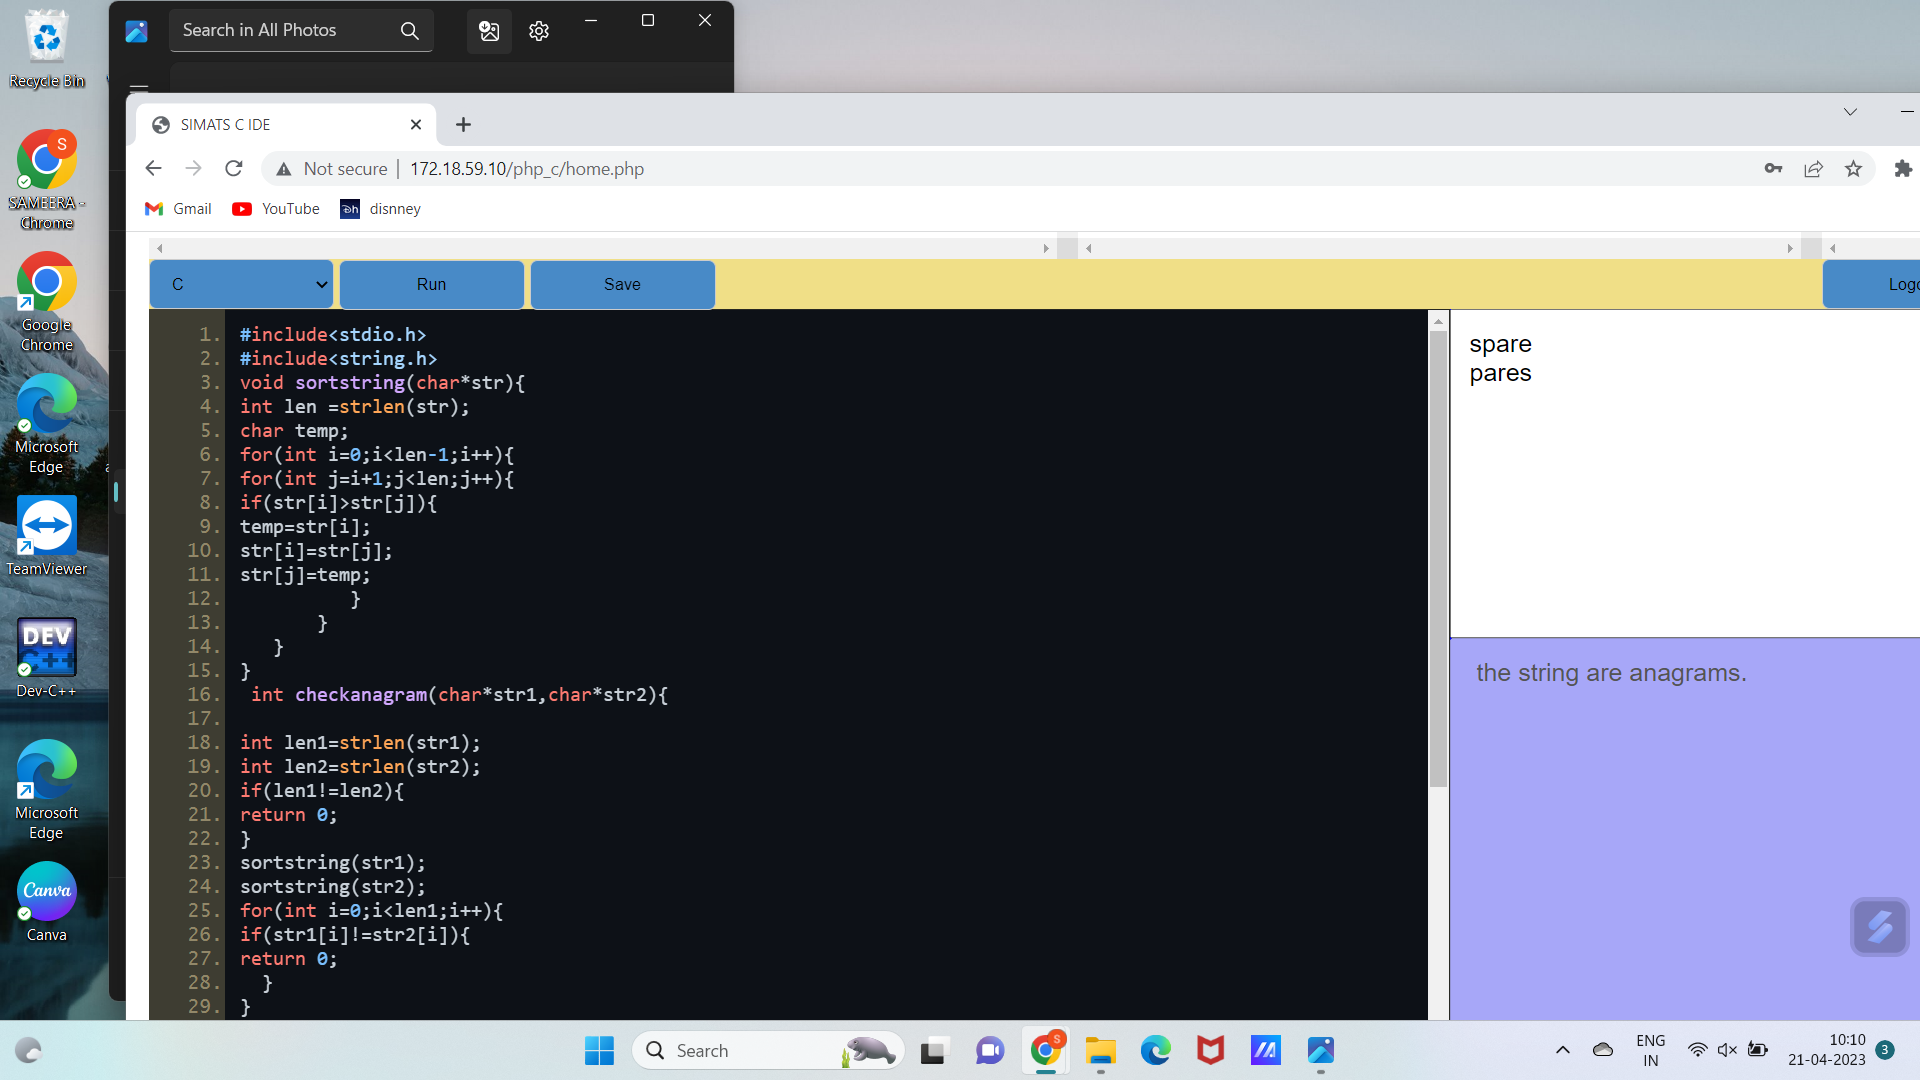 Search in All Photos
Recycle Bin
SIMATS C IDE
Not secure
172.18.59.10/php_c/home.php
S
SAMEERA -
Chrome
Gmail
YouTube
disnney
C
Run
Save
Google
Chrome
1. #include<stdio.h>
2. #include<string.h>
3. void sortstring(char*str){
4. int len =strlen(str);
5. char temp;
6. for(int i=0;i<len-1;i++){
7. for(int j=i+1;j<len;j++){
8. if(str[i]>str[j]){
9. temp=str[i];
10. str[i]=str[j];
11. str[j]=temp;
12. }
13. }
14. }
15. }
16. int checkanagram(char*str1,char*str2){
17.
18. int len1=strlen(str1);
19. int len2=strlen(str2);
20. if(len1!=len2){
21. return 0;
22. }
23. sortstring(str1);
24. sortstring(str2);
25. for(int i=0;i<len1;i++){
26. if(str1[i]!=str2[i]){
27. return 0;
28. }
29. }
spare
pares
the string are anagrams.
Microsoft
Edge
TeamViewer
DEV
C++
Dev-C++
Microsoft
Edge
Canva
Canva
Search
S
ENG
IN
10:10
21-04-2023
3